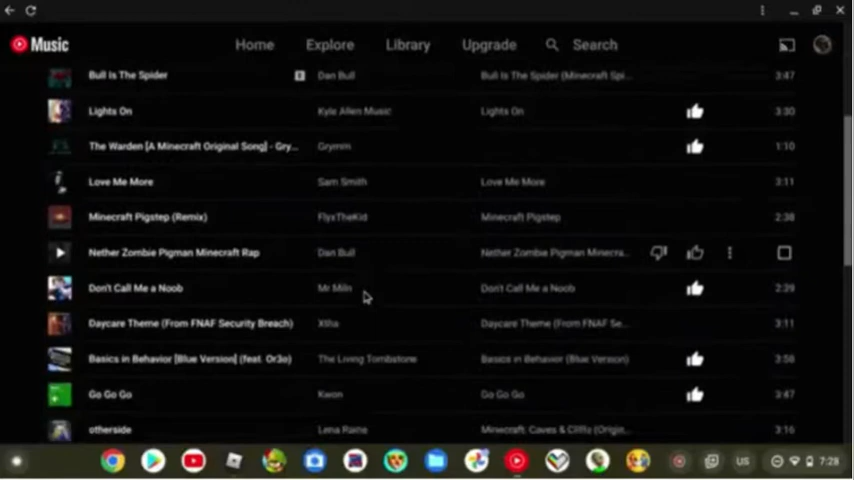 Music Home Explore Library Upgrade Search
Bull Is The Spider E Dan Bull Bull Is The Spider (Minecraft Spi... 3:47
Lights On Kyle Allen Music Lights On 3:30
The Warden [A Minecraft Original Song] - Gry... Grymm 1:10
Love Me More Sam Smith Love Me More 3:11
Minecraft Pigstep (Remix) FlyxTheKid Minecraft Pigstep 2:38
Nether Zombie Pigman Minecraft Rap Dan Bull Nether Zombie Pigman Minecra...
Don't Call Me a Noob Mr Miln Don't Call Me a Noob 2:39
Daycare Theme (From FNAF Security Breach) Xtha Daycare Theme (From FNAF Se... 3:11
Basics in Behavior [Blue Version] (feat. Or3o) The Living Tombstone Basics in Behavior (Blue Version) 3:58
Go Go Go Kwon Go Go Go 3:47
otherside Lena Raine Minecraft: Caves & Cliffs (Origin... 3:16
US 7:28